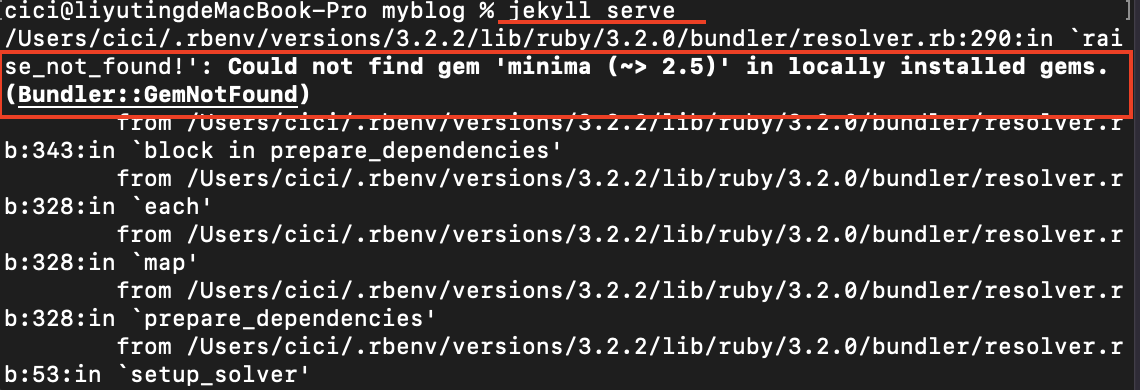 cici@liyutingdeMacBook-Pro myblog % jekyll serve ]
/Users/cici/.rbenv/versions/3.2.2/lib/ruby/3.2.0/bundler/resolver.rb:290:in `rai
se_not_found!': Could not find gem 'minima (~> 2.5)' in locally installed gems.
(Bundler::GemNotFound)
from /Users/cici/.rbenv/versions/3.2.2/lib/ruby/3.2.0/bundler/resolver.r
b:343:in `block in prepare_dependencies'
from /Users/cici/.rbenv/versions/3.2.2/lib/ruby/3.2.0/bundler/resolver.r
b:328:in `each'
from /Users/cici/.rbenv/versions/3.2.2/lib/ruby/3.2.0/bundler/resolver.r
b:328:in `map'
from /Users/cici/.rbenv/versions/3.2.2/lib/ruby/3.2.0/bundler/resolver.r
b:328:in `prepare_dependencies'
from /Users/cici/.rbenv/versions/3.2.2/lib/ruby/3.2.0/bundler/resolver.r
b:53:in `setup_solver'